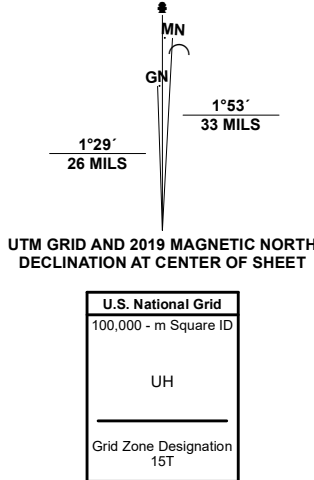 MN
GN
1°53´
33 MILS
1°29´
26 MILS
UTM GRID AND 2019 MAGNETIC NORTH
DECLINATION AT CENTER OF SHEET
U.S. National Grid
100,000 - m Square ID
UH
Grid Zone Designation
15T